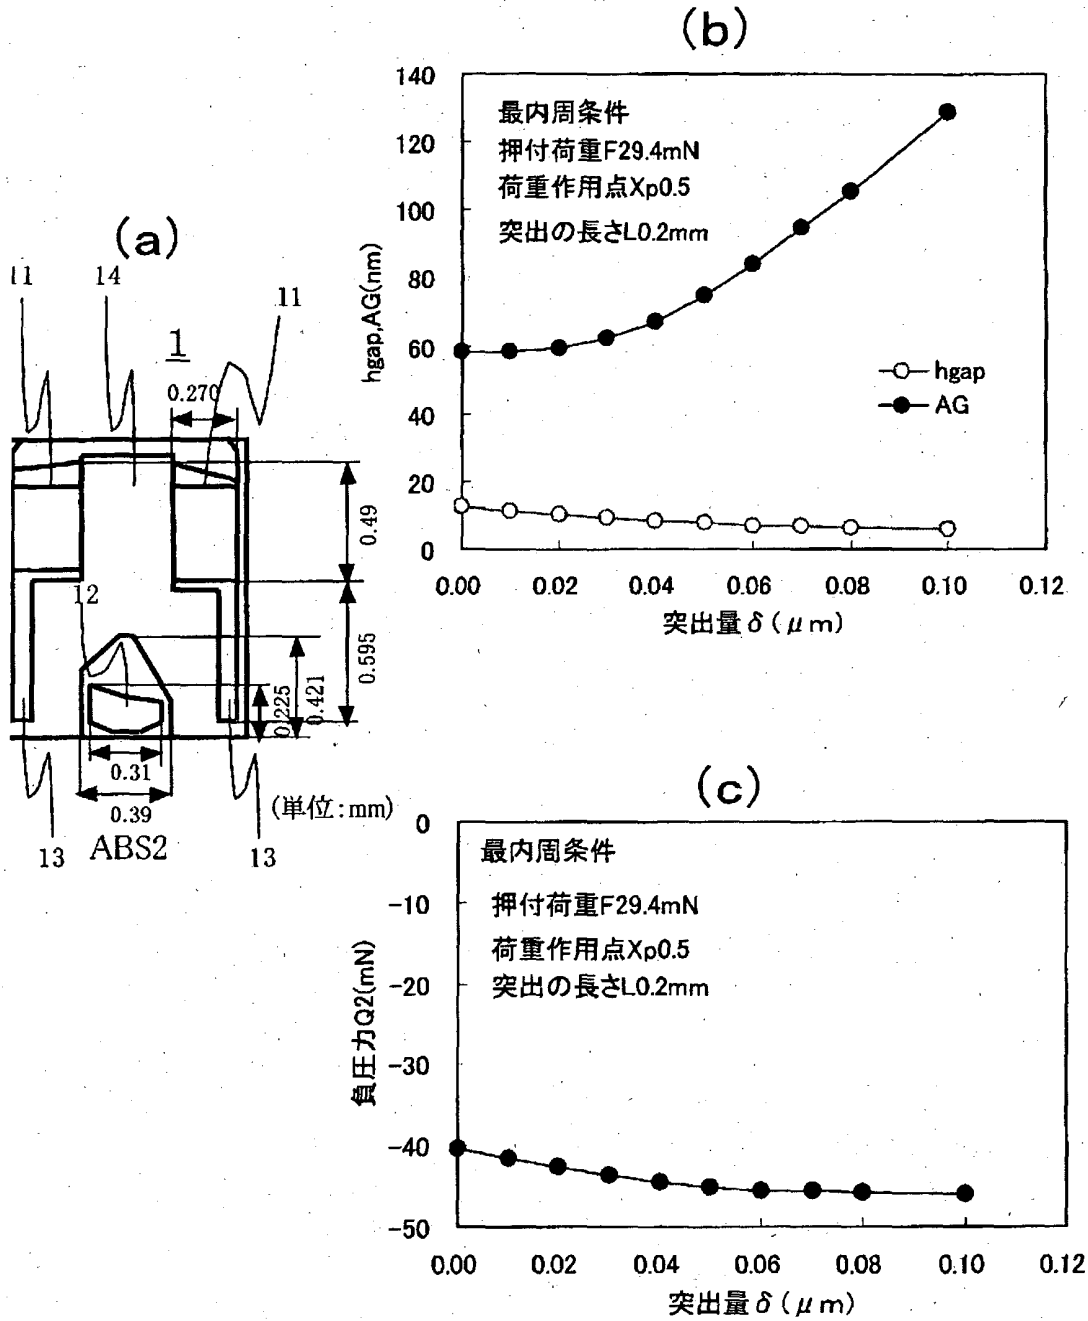 (a)
11
14
11
1
0.270
0.49
12
0.595
0.421
0.225
0.31
0.39
(単位:mm)
13
ABS2
13
(b)
140
120
100
80
60
40
20
0
hgap,AG(nm)
最内周条件
押付荷重F29.4mN
荷重作用点Xp0.5
突出の長さL0.2mm
hgap
AG
0.00 0.02 0.04 0.06 0.08 0.10 0.12
突出量δ(μm)
(c)
0
-10
-20
-30
-40
-50
負圧力Q2(mN)
最内周条件
押付荷重F29.4mN
荷重作用点Xp0.5
突出の長さL0.2mm
0.00 0.02 0.04 0.06 0.08 0.10 0.12
突出量δ(μm)